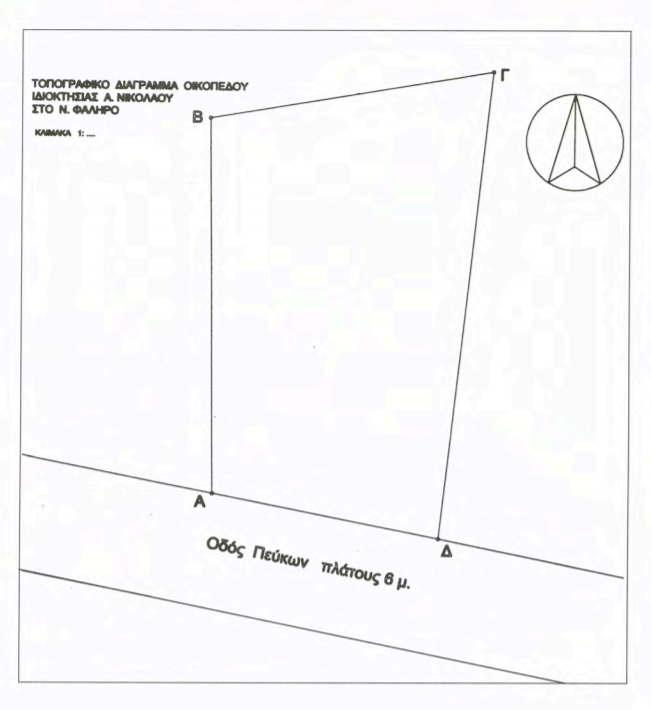 ΤΟΠΟΓΡΑΦΙΚΟ ΔΙΑΓΡΑΜΜΑ ΟΙΚΟΠΕΔΟΥ
ΙΔΙΟΚΤΗΣΙΑΣ Α. ΝΙΚΟΛΑΟΥ
ΣΤΟ Ν. ΦΑΛΗΡΟ
ΚΛΙΜΑΚΑ 1: ....
Γ
Β
Α
Δ
Οδός Πεύκων πλάτους 6 μ.